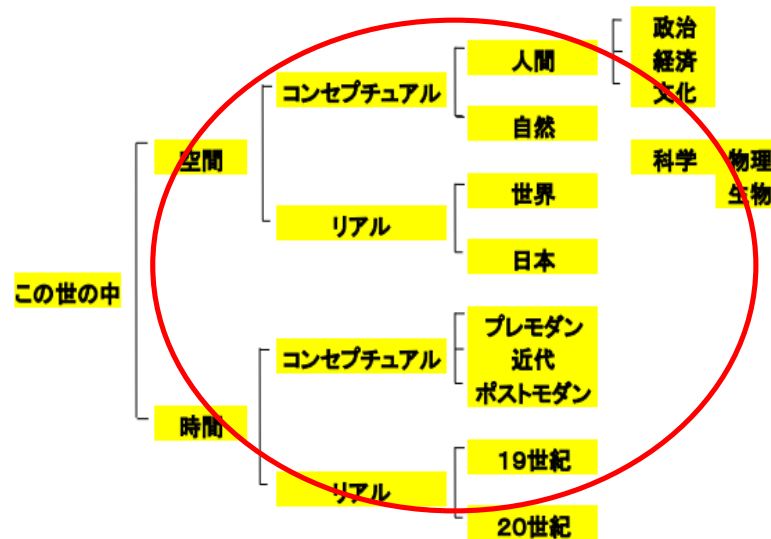 政治
経済
文化
人間
コンセプチュアル
自然
科学 物理
生物
空間
世界
リアル
日本
この世の中
プレモダン
コンセプチュアル 近代
ポストモダン
時間
19世紀
リアル
20世紀